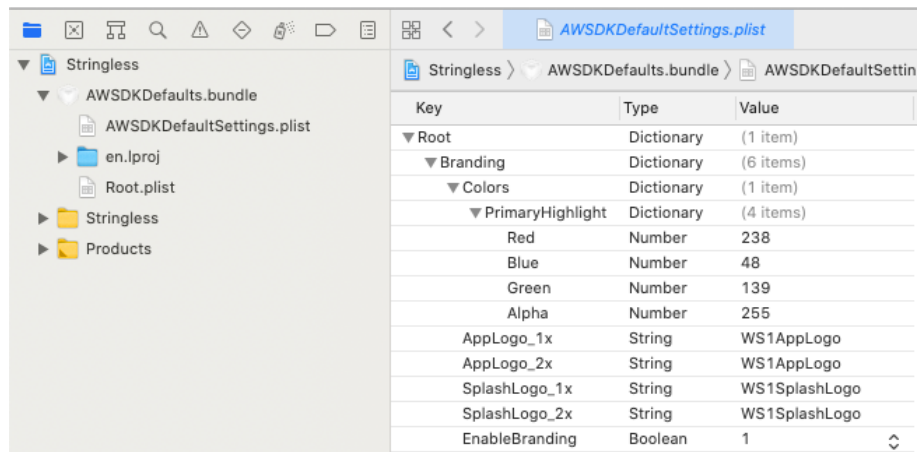 AWSDKDefaultSettings.plist
Stringless
AWSDKDefaults.bundle
AWSDKDefaultSettings.plist
en.lproj
Root.plist
Stringless
Products
Stringless 〉 AWSDKDefaults.bundle 〉 AWSDKDefaultSettin
Key Type Value
Root Dictionary (1 item)
Branding Dictionary (6 items)
Colors Dictionary (1 item)
PrimaryHighlight Dictionary (4 items)
Red Number 238
Blue Number 48
Green Number 139
Alpha Number 255
AppLogo_1x String WS1AppLogo
AppLogo_2x String WS1AppLogo
SplashLogo_1x String WS1SplashLogo
SplashLogo_2x String WS1SplashLogo
EnableBranding Boolean 1